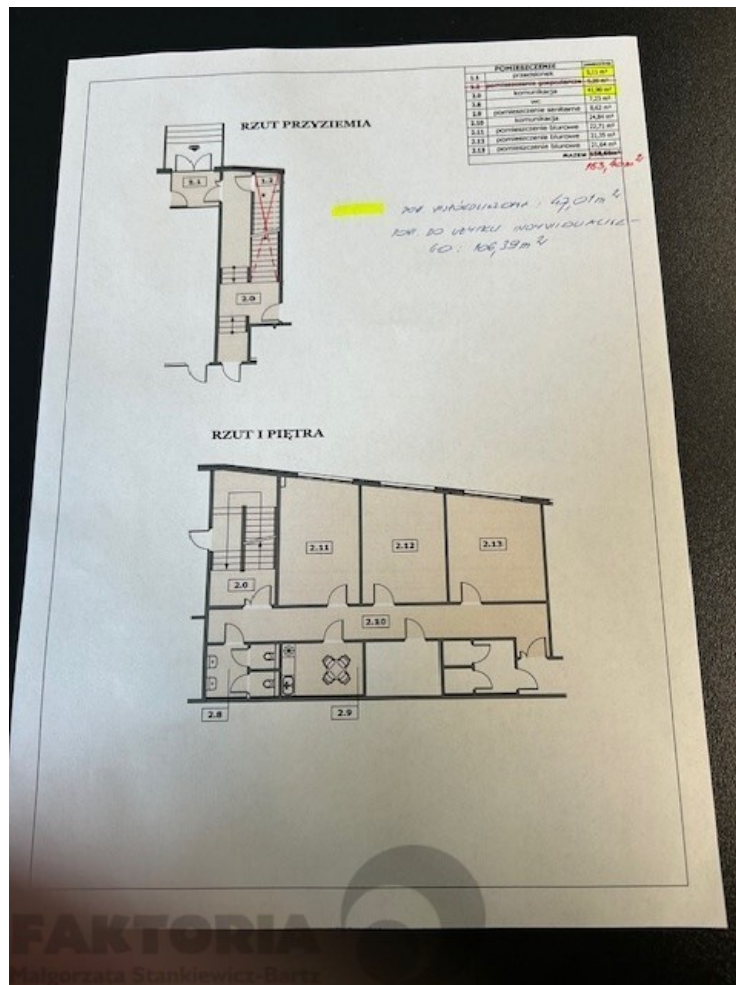 POMIESZCZENIE
1.1 przedsionek 5,11 m²
1.2 pomieszczenie gospodarcze
2.0 komunikacja 41,90 m²
2.8 wc 7,23 m²
2.9 pomieszczenie socjalne 8,62 m²
2.10 komunikacja 24,84 m²
2.11 pomieszczenie biurowe 22,71 m²
2.12 pomieszczenie biurowe 21,35 m²
2.13 pomieszczenie biurowe 21,64 m²
RAZEM
153,40 m²
RZUT PRZYZIEMIA
0.1
1.2
POW WSPÓŁDZIELONA : 47,01 m²
POW. DO UŻYTKU INDYWIDUALNE-
GO : 106,39 m²
2.0
RZUT I PIĘTRA
2.11
2.12
2.13
2.0
2.10
2.8
2.9
FAKTORIA
Małgorzata Stankiewicz-Bartz